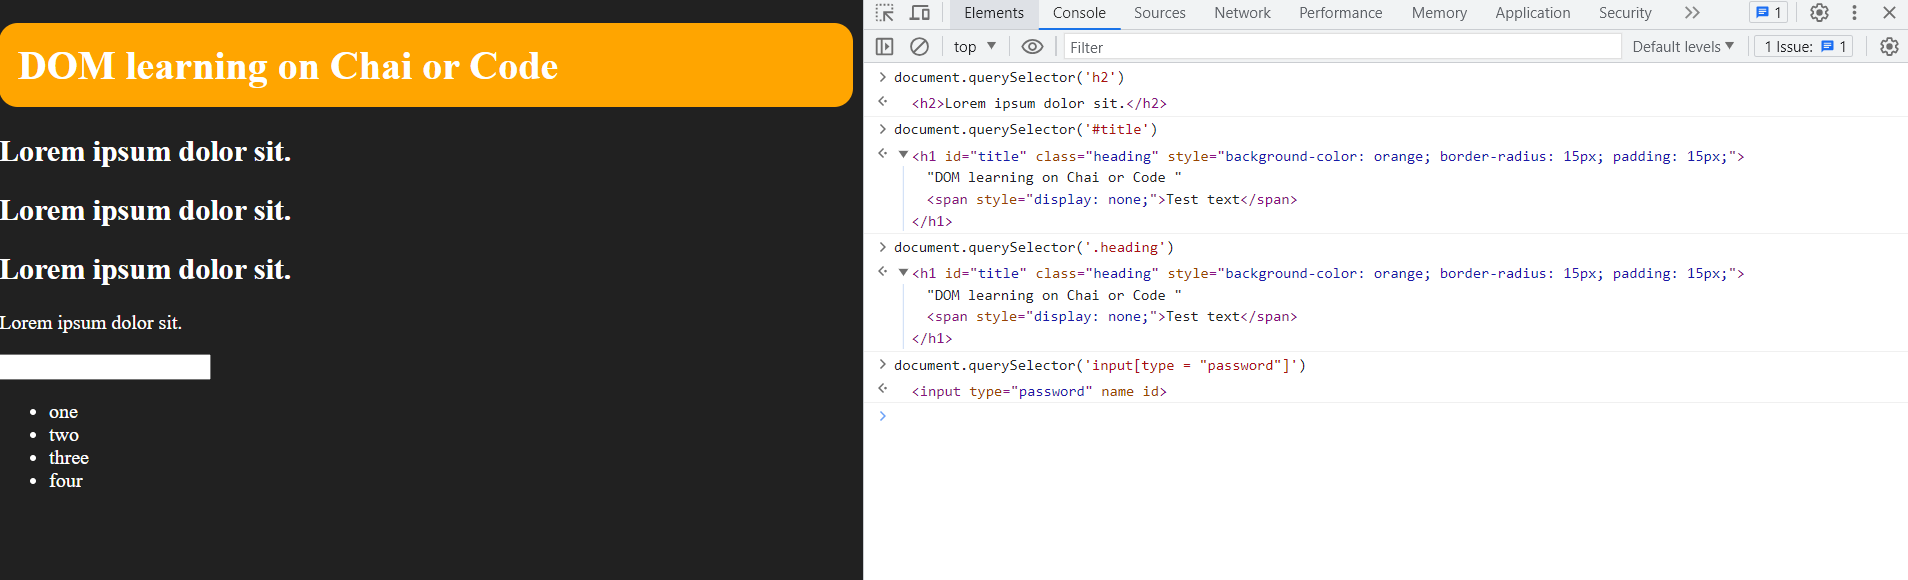 DOM learning on Chai or Code
Lorem ipsum dolor sit.
Lorem ipsum dolor sit.
Lorem ipsum dolor sit.
Lorem ipsum dolor sit.
one
two
three
four
Elements Console Sources Network Performance Memory Application Security 1
top Filter Default levels 1 Issue: 1
document.querySelector('h2')
<h2>Lorem ipsum dolor sit.</h2>
document.querySelector('#title')
<h1 id="title" class="heading" style="background-color: orange; border-radius: 15px; padding: 15px;">
"DOM learning on Chai or Code "
<span style="display: none;">Test text</span>
</h1>
document.querySelector('.heading')
<h1 id="title" class="heading" style="background-color: orange; border-radius: 15px; padding: 15px;">
"DOM learning on Chai or Code "
<span style="display: none;">Test text</span>
</h1>
document.querySelector('input[type = "password"]')
<input type="password" name id>